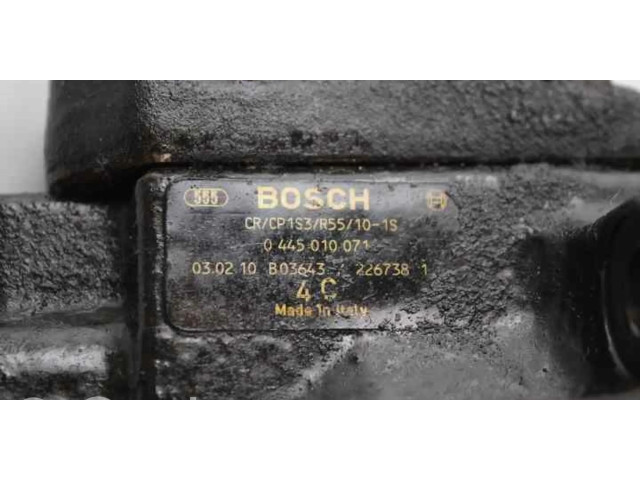 555 BOSCH
CR/CP1S3/R55/10-1S
0 445 010 071
03.02.10 B03643 226738 1
4 C
Made in Italy